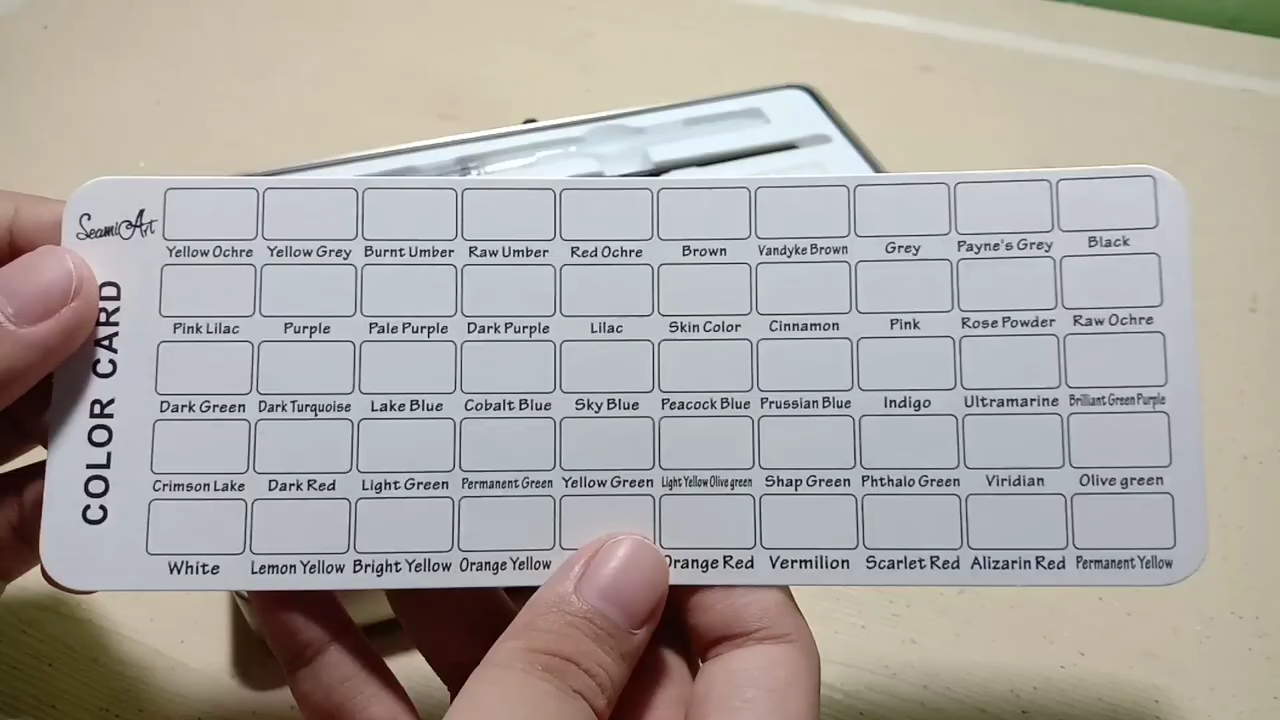 Seami Art
COLOR CARD
Yellow Ochre Yellow Grey Burnt Umber Raw Umber Red Ochre Brown Vandyke Brown Grey Payne's Grey Black
Pink Lilac Purple Pale Purple Dark Purple Lilac Skin Color Cinnamon Pink Rose Powder Raw Ochre
Dark Green Dark Turquoise Lake Blue Cobalt Blue Sky Blue Peacock Blue Prussian Blue Indigo Ultramarine Brilliant Green Purple
Crimson Lake Dark Red Light Green Permanent Green Yellow Green Light Yellow Olive green Shap Green Phthalo Green Viridian Olive green
White Lemon Yellow Bright Yellow Orange Yellow Orange Red Vermilion Scarlet Red Alizarin Red Permanent Yellow